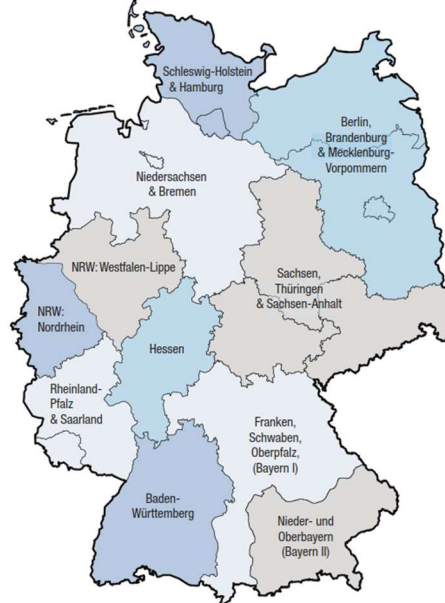 Schleswig-Holstein
& Hamburg
Berlin,
Brandenburg
& Mecklenburg-
Vorpommern
Niedersachsen
& Bremen
NRW: Westfalen-Lippe
Sachsen,
Thüringen
& Sachsen-Anhalt
NRW:
Nordrhein
Hessen
Rheinland-
Pfalz
& Saarland
Franken,
Schwaben,
Oberpfalz,
(Bayern I)
Baden-
Württemberg
Nieder- und
Oberbayern
(Bayern II)